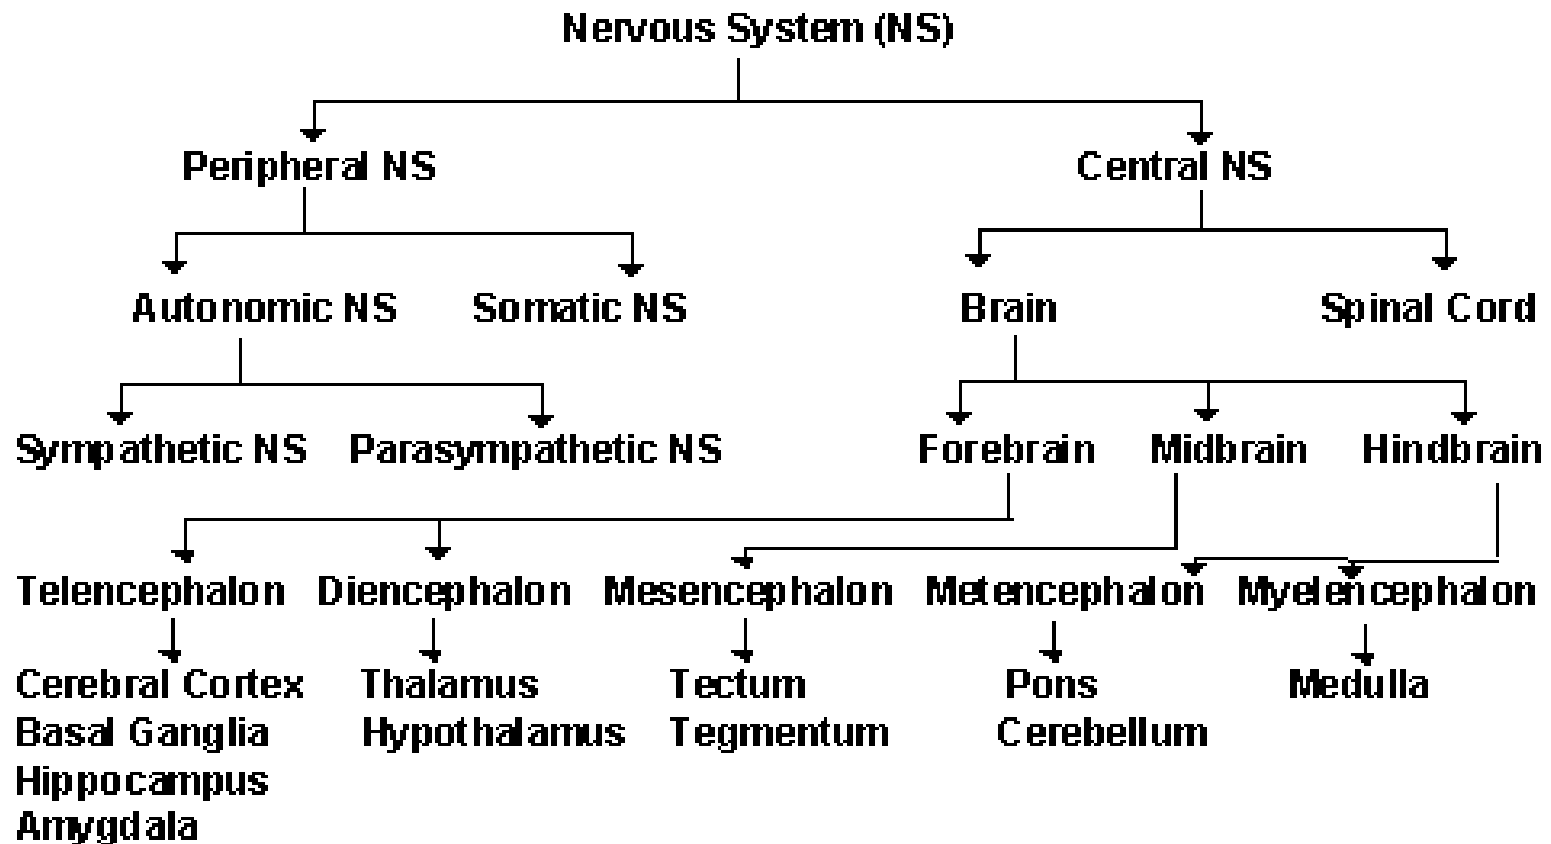 Nervous System (NS)
Peripheral NS
Central NS
Autonomic NS
Somatic NS
Brain
Spinal Cord
Sympathetic NS
Parasympathetic NS
Forebrain
Midbrain
Hindbrain
Telencephalon
Diencephalon
Mesencephalon
Metencephalon
Myelencephalon
Cerebral Cortex
Basal Ganglia
Hippocampus
Amygdala
Thalamus
Hypothalamus
Tectum
Tegmentum
Pons
Cerebellum
Medulla